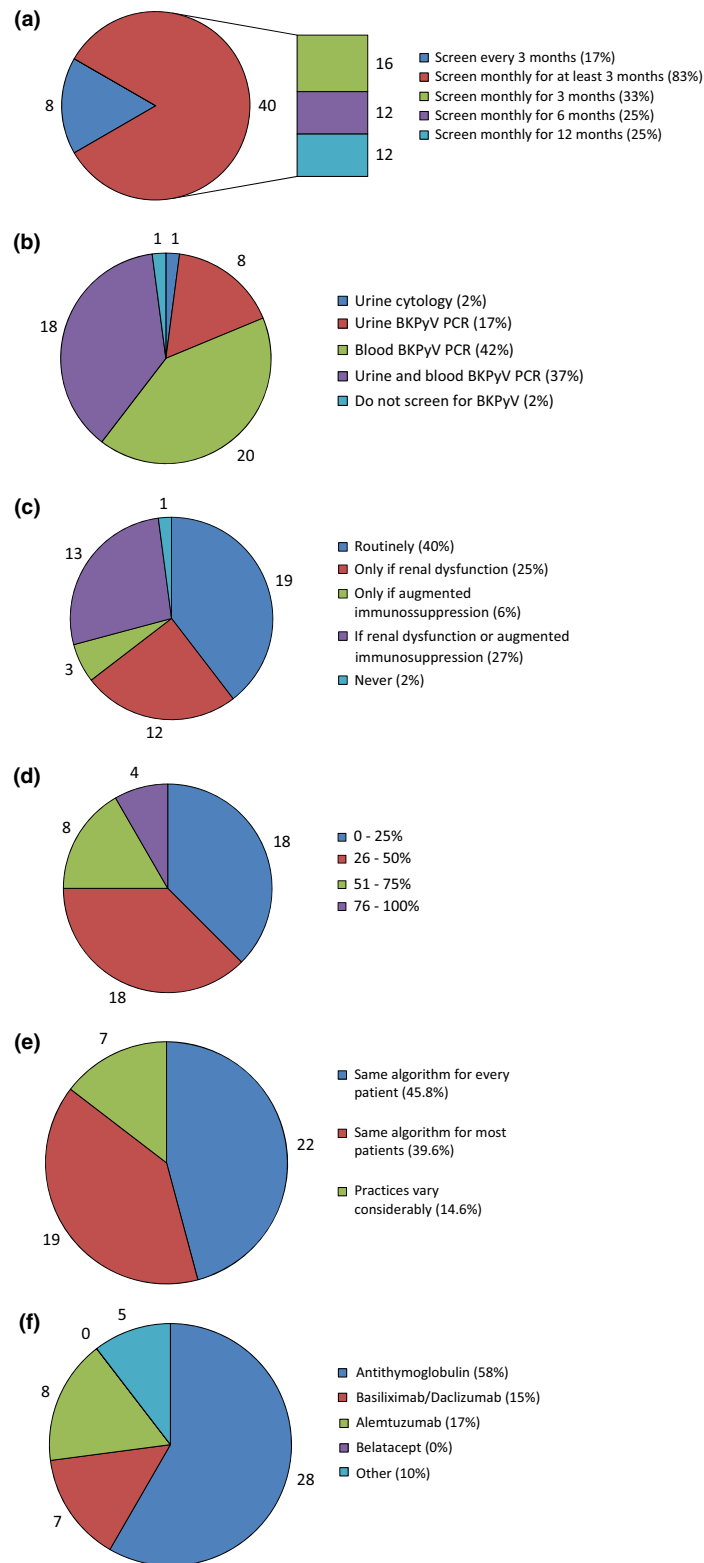 (a)
8
40
16
12
12
Screen every 3 months (17%)
Screen monthly for at least 3 months (83%)
Screen monthly for 3 months (33%)
Screen monthly for 6 months (25%)
Screen monthly for 12 months (25%)
(b)
1
1
8
18
20
Urine cytology (2%)
Urine BKPyV PCR (17%)
Blood BKPyV PCR (42%)
Urine and blood BKPyV PCR (37%)
Do not screen for BKPyV (2%)
(c)
1
13
19
3
12
Routinely (40%)
Only if renal dysfunction (25%)
Only if augmented
immunossuppression (6%)
If renal dysfunction or augmented
immunosuppression (27%)
Never (2%)
(d)
4
8
18
18
0 - 25%
26 - 50%
51 - 75%
76 - 100%
(e)
7
22
19
Same algorithm for every
patient (45.8%)
Same algorithm for most
patients (39.6%)
Practices vary
considerably (14.6%)
(f)
5
0
8
28
7
Antithymoglobulin (58%)
Basiliximab/Daclizumab (15%)
Alemtuzumab (17%)
Belatacept (0%)
Other (10%)